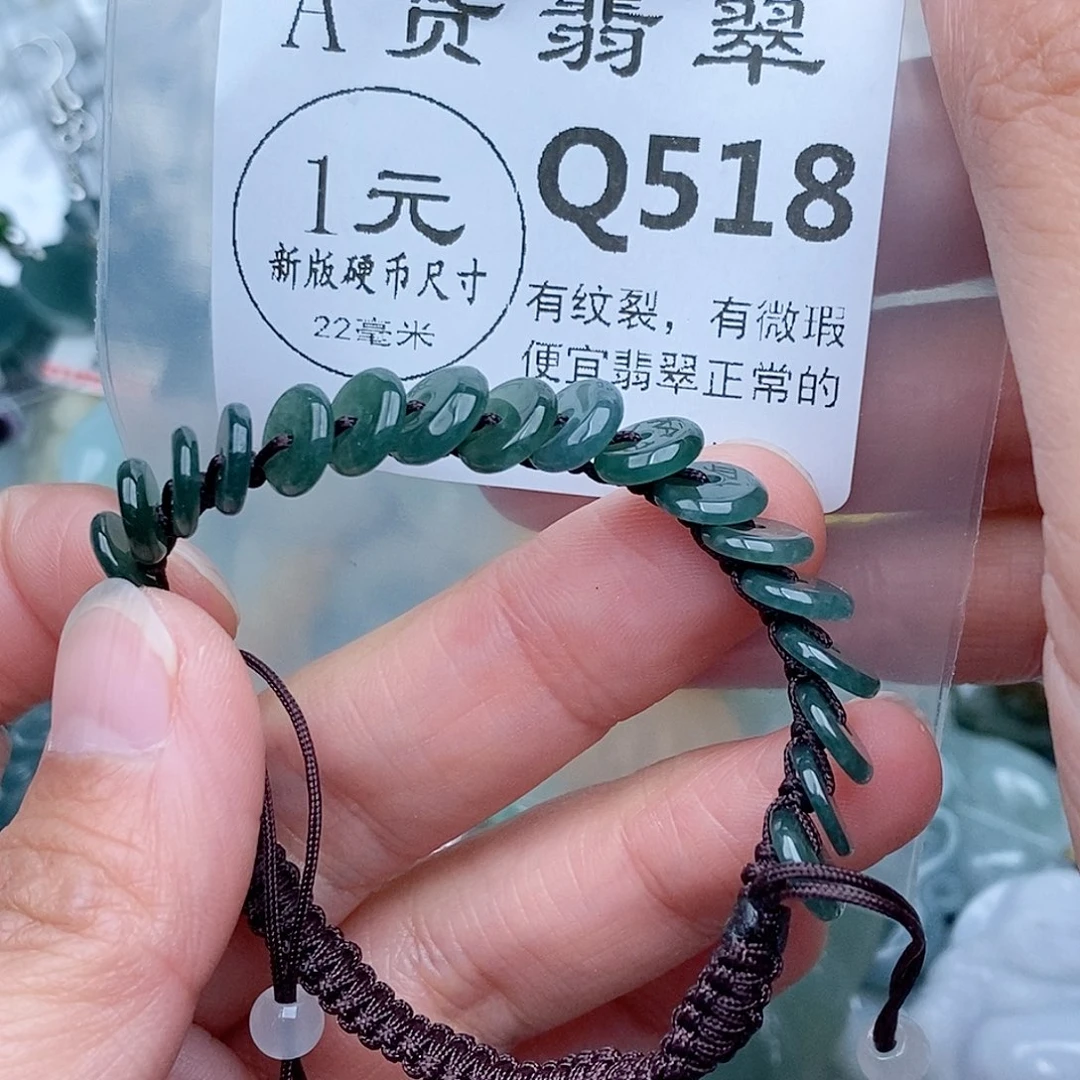 A 货 翡 翠
1元
新版硬币尺寸
22毫米
Q518
有纹裂，有微瑕
便宜翡翠正常的